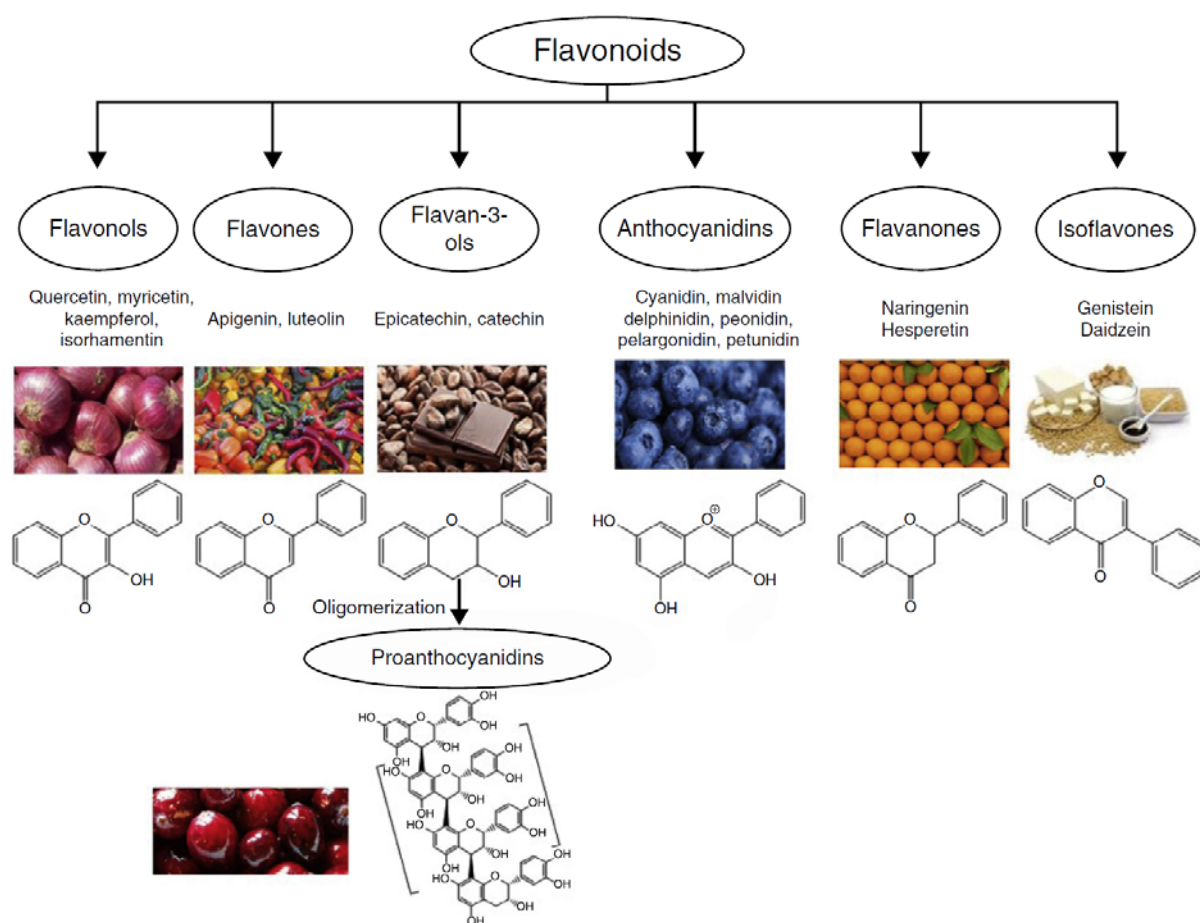 Flavonoids
Flavonols
Flavones
Flavan-3-
ols
Anthocyanidins
Flavanones
Isoflavones
Quercetin, myricetin,
kaempferol,
isorhamentin
Apigenin, luteolin
Epicatechin, catechin
Cyanidin, malvidin
delphinidin, peonidin,
pelargonidin, petunidin
Naringenin
Hesperetin
Genistein
Daidzein
O
OH
O
O
O
O
OH
HO
O⊕
OH
OH
O
O
O
O
Oligomerization
Proanthocyanidins
OH
HO
O
OH
OH
OH
HO
O
OH
OH
OH
OH
HO
O
OH
OH
OH
OH
HO
O
OH
OH
OH
OH